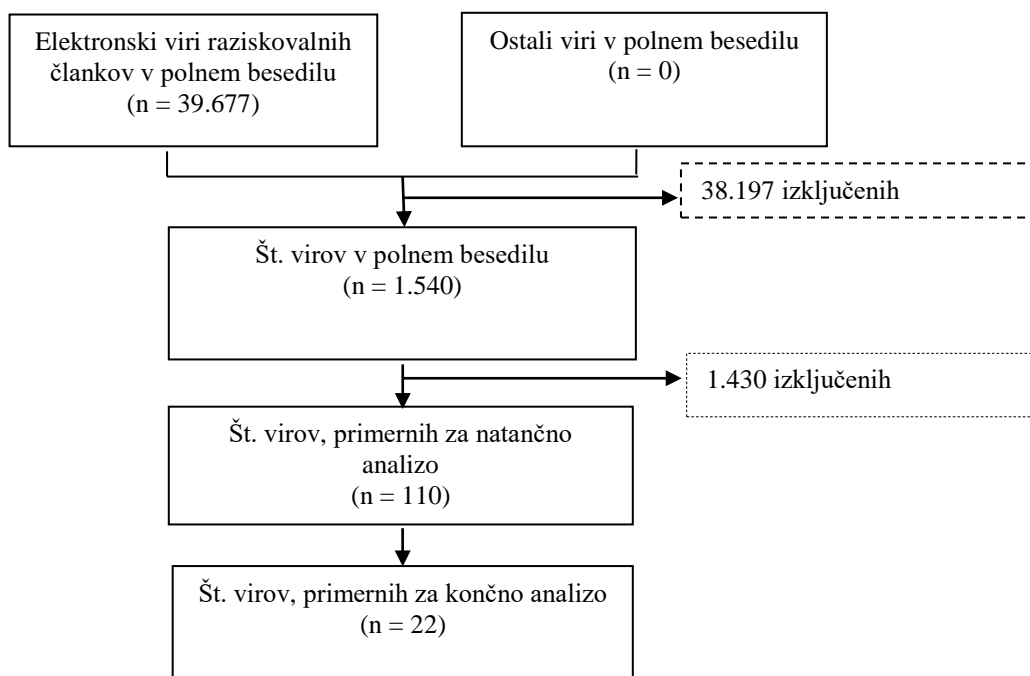 Elektronski viri raziskovalnih
člankov v polnem besedilu
(n = 39.677)
Ostali viri v polnem besedilu
(n = 0)
38.197 izključenih
Št. virov v polnem besedilu
(n = 1.540)
1.430 izključenih
Št. virov, primernih za natančno
analizo
(n = 110)
Št. virov, primernih za končno analizo
(n = 22)